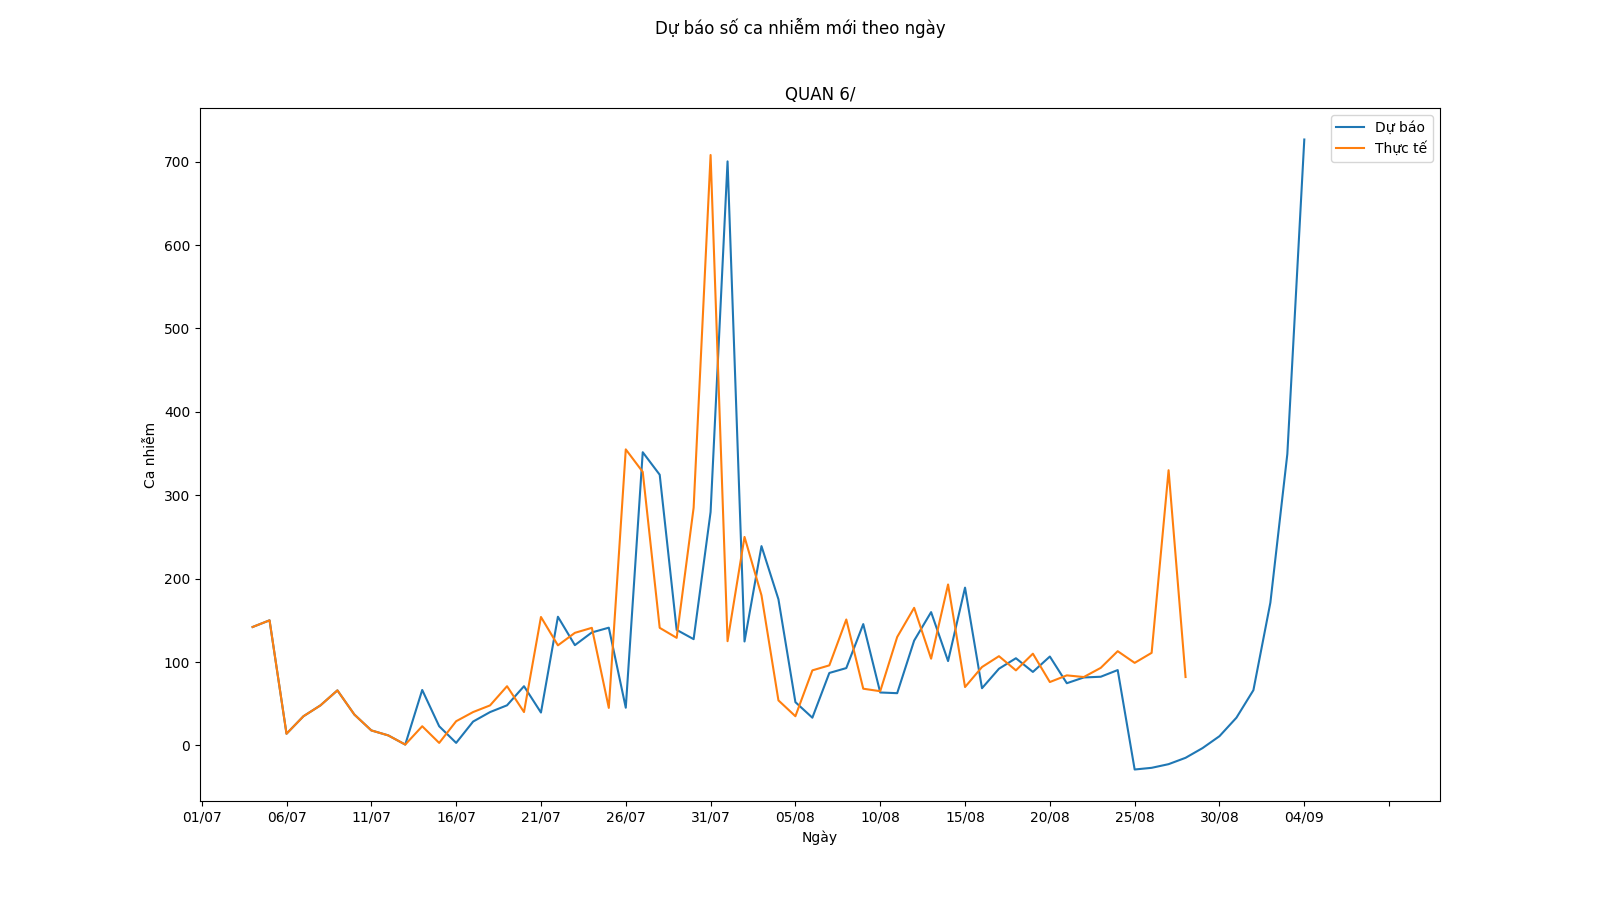 Dự báo số ca nhiễm mới theo ngày
QUAN 6/
Dự báo
Thực tế
700
600
500
400
300
200
100
0
Ca nhiễm
01/07 06/07 11/07 16/07 21/07 26/07 31/07 05/08 10/08 15/08 20/08 25/08 30/08 04/09
Ngày